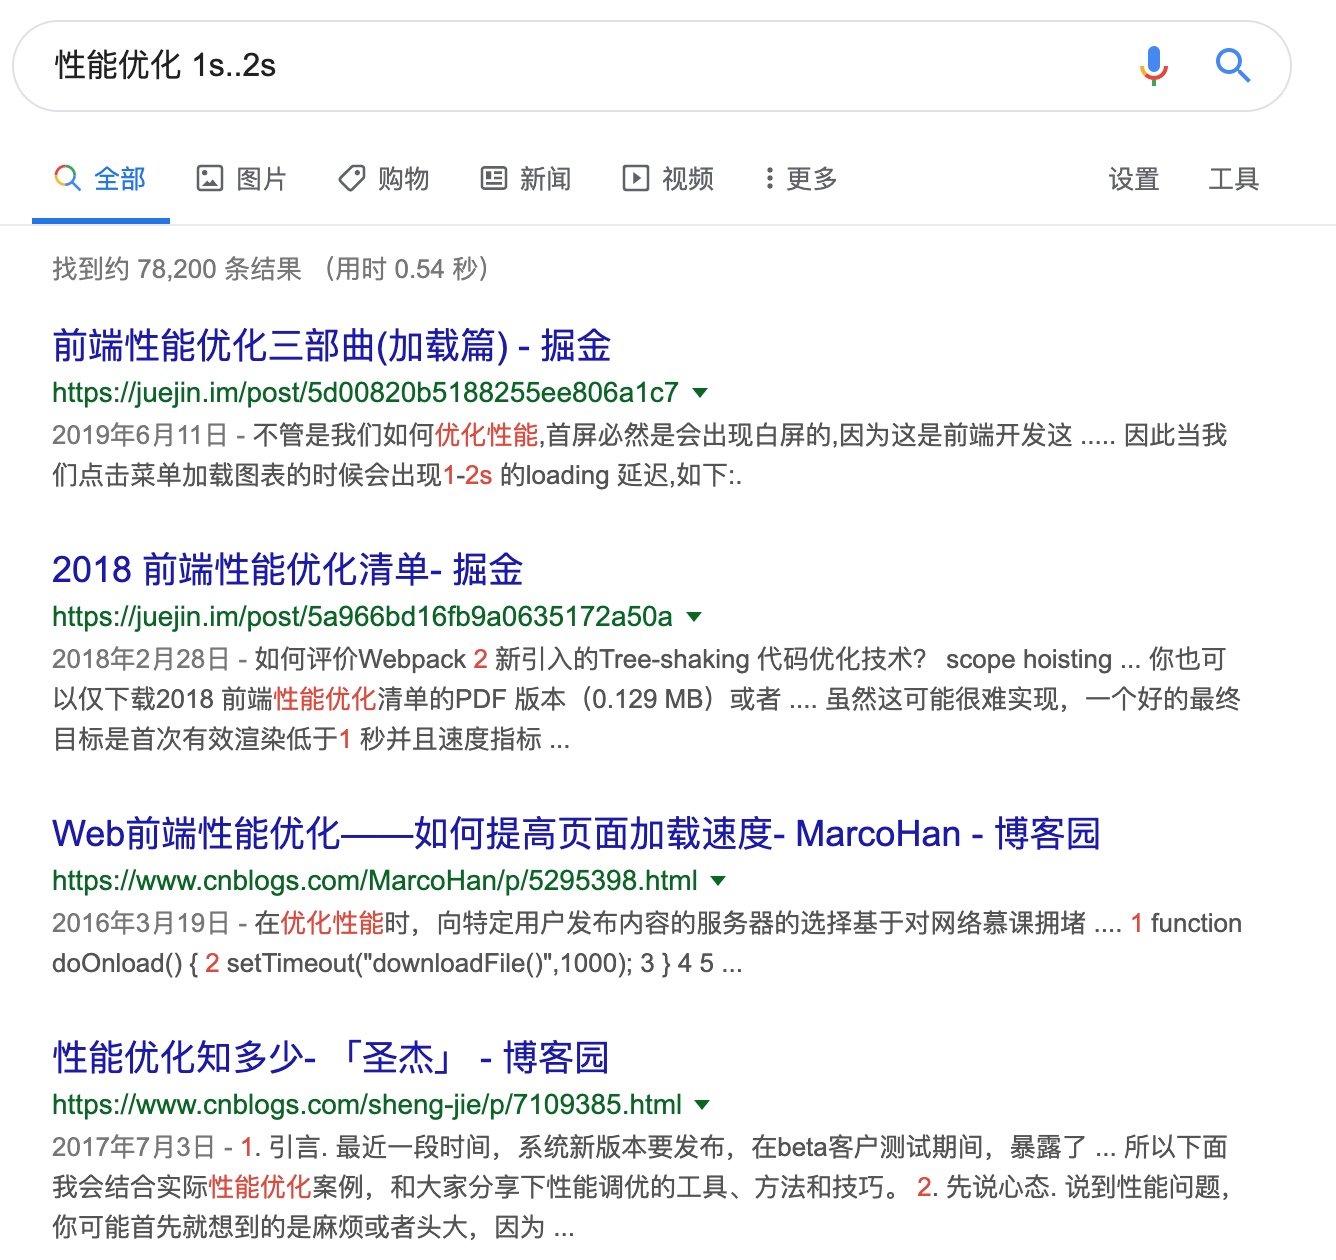 性能优化 1s..2s
全部 图片 购物 新闻 视频 更多 设置 工具
找到约 78,200 条结果 （用时 0.54 秒）
前端性能优化三部曲(加载篇) - 掘金
https://juejin.im/post/5d00820b5188255ee806a1c7
2019年6月11日 - 不管是我们如何优化性能,首屏必然是会出现白屏的,因为这是前端开发这 ..... 因此当我
们点击菜单加载图表的时候会出现1-2s 的loading 延迟,如下:.
2018 前端性能优化清单- 掘金
https://juejin.im/post/5a966bd16fb9a0635172a50a
2018年2月28日 - 如何评价Webpack 2 新引入的Tree-shaking 代码优化技术？ scope hoisting ... 你也可
以仅下载2018 前端性能优化清单的PDF 版本（0.129 MB）或者 .... 虽然这可能很难实现，一个好的最终
目标是首次有效渲染低于1 秒并且速度指标 ...
Web前端性能优化——如何提高页面加载速度- MarcoHan - 博客园
https://www.cnblogs.com/MarcoHan/p/5295398.html
2016年3月19日 - 在优化性能时，向特定用户发布内容的服务器的选择基于对网络慕课拥堵 .... 1 function
doOnload() { 2 setTimeout("downloadFile()",1000); 3 } 4 5 ...
性能优化知多少- 「圣杰」 - 博客园
https://www.cnblogs.com/sheng-jie/p/7109385.html
2017年7月3日 - 1. 引言. 最近一段时间，系统新版本要发布，在beta客户测试期间，暴露了 ... 所以下面
我会结合实际性能优化案例，和大家分享下性能调优的工具、方法和技巧。 2. 先说心态. 说到性能问题，
你可能首先就想到的是麻烦或者头大，因为 ...